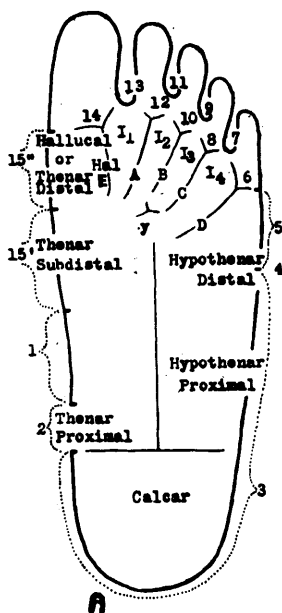 13
11
12
14
10
9
8
7
I₁
I₂
I₃
I₄
6
Hallucal
or
Thenar
Distal
Hal
E
15"
A
B
C
D
y
5
15'
Thenar
Subdistal
Hypothenar
Distal
4
1
Hypothenar
Proximal
2
Thenar
Proximal
3
Calcar